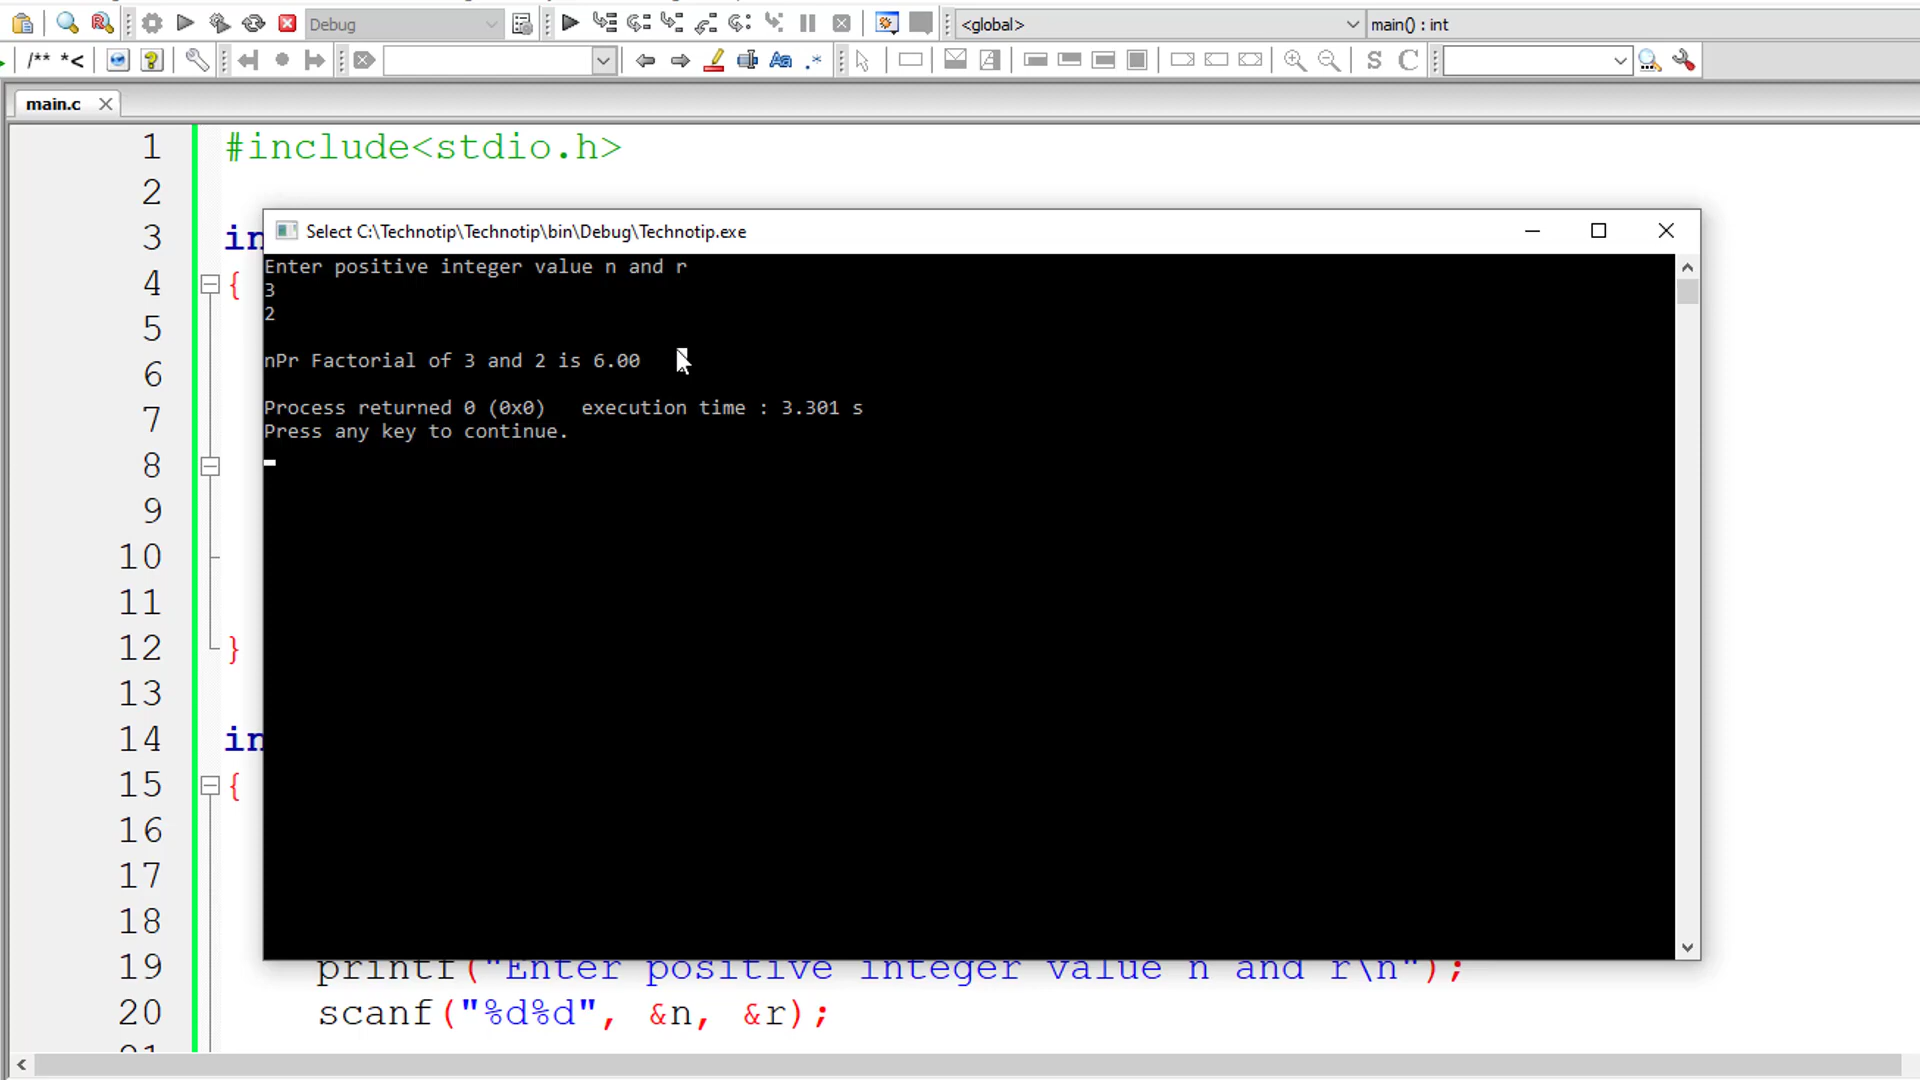 Debug
<global>
main() : int
/** *<
S C
main.c
1 #include<stdio.h>
2
Select C:\Technotip\Technotip\bin\Debug\Technotip.exe
3 in
Enter positive integer value n and r
4 {
3
2
5
nPr Factorial of 3 and 2 is 6.00
6
Process returned 0 (0x0) execution time : 3.301 s
7
Press any key to continue.
8
9
10
11
12 }
13
14 in
15 {
16
17
18
19 printf("Enter positive integer value n and r\n");
20 scanf("%d%d", &n, &r);
21